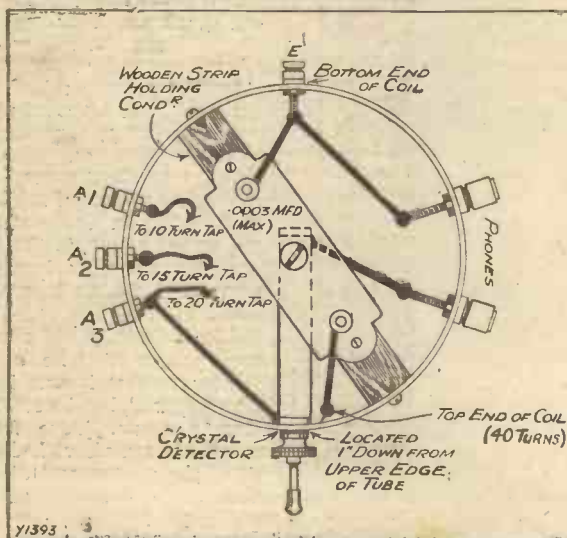 E
WOODEN STRIP
HOLDING
CONDR
BOTTOM END
OF COIL
A1
TO 10 TURN TAP
.0003 MFD
(MAX)
PHONES
A2
TO 15 TURN TAP
A3
TO 20 TURN TAP
TOP END OF COIL
(40 TURNS)
CRYSTAL
DETECTOR
LOCATED
1" DOWN FROM
UPPER EDGE
OF TUBE
Y1393